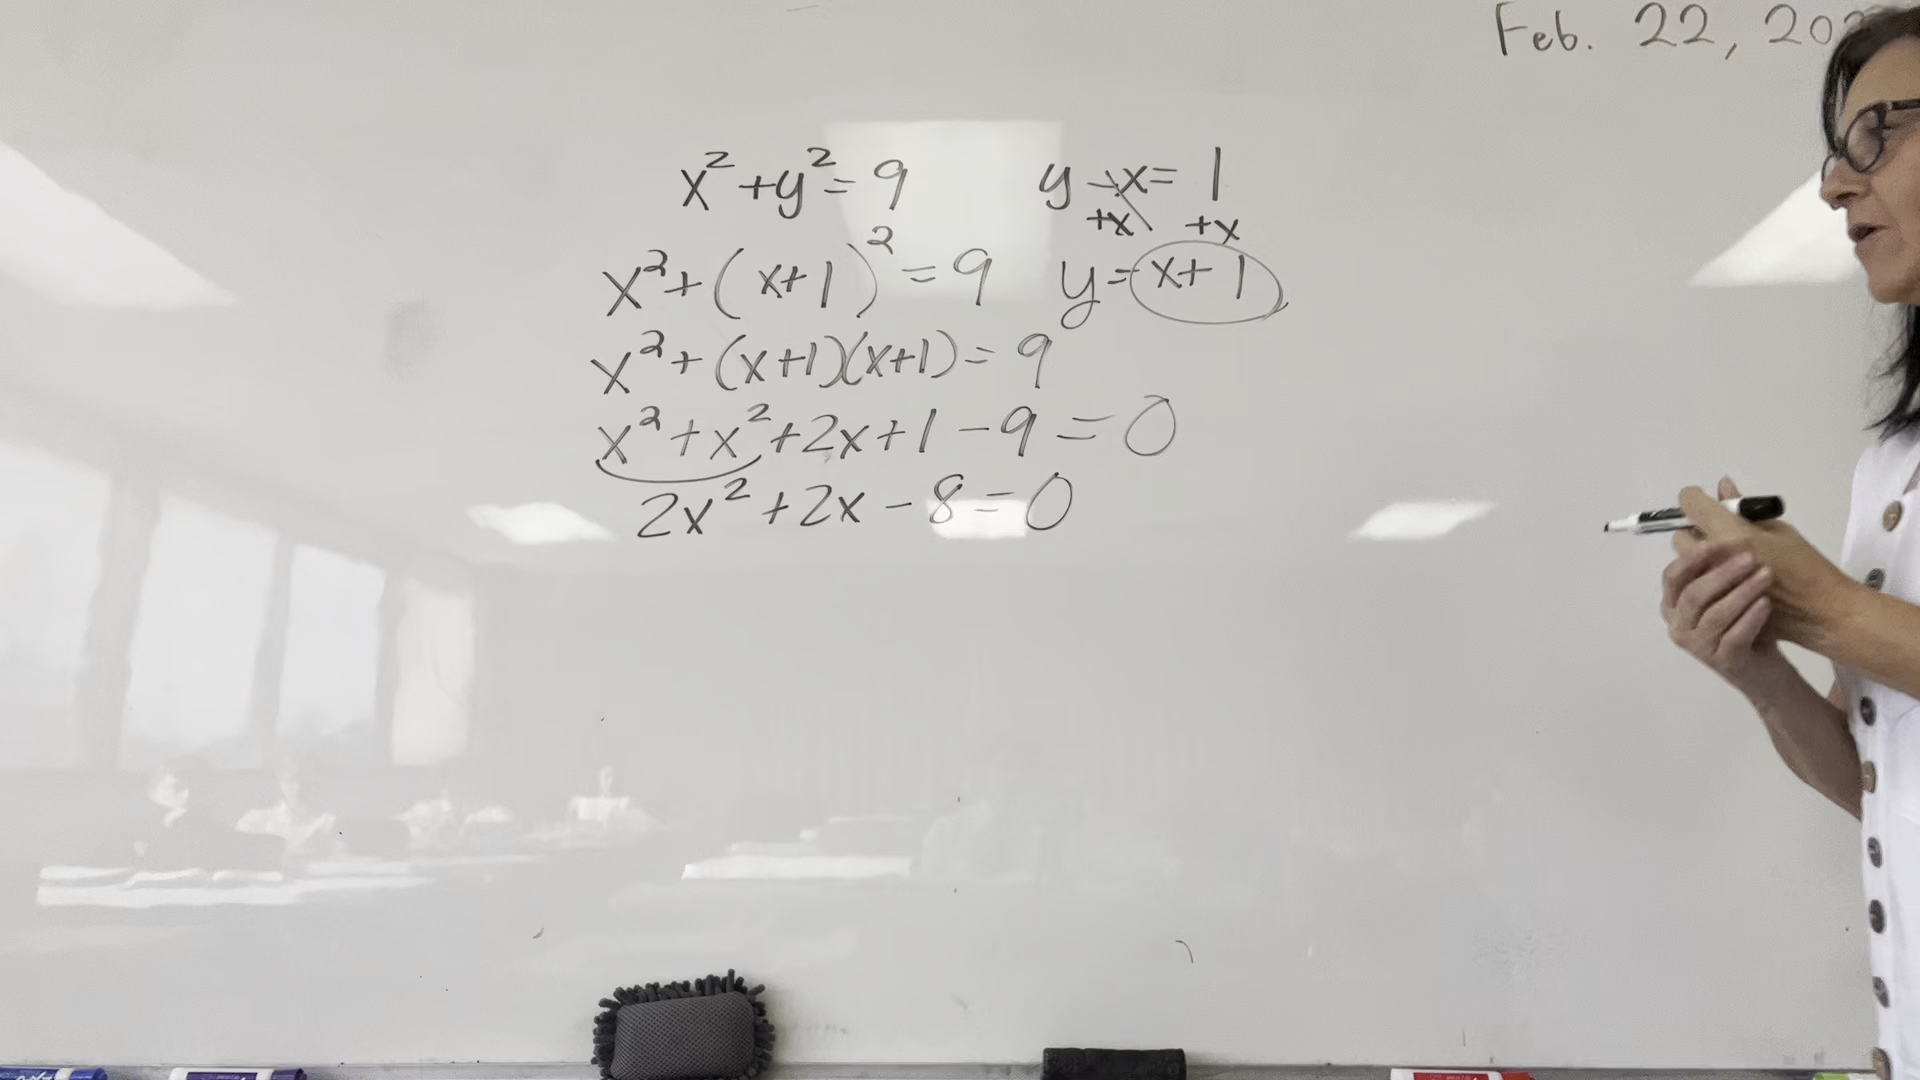 Feb. 22, 20
x² + y² = 9
y - x = 1
+x +x
x² + (x+1)² = 9
y = x + 1
x² + (x+1)(x+1) = 9
x² + x² + 2x + 1 - 9 = 0
2x² + 2x - 8 = 0